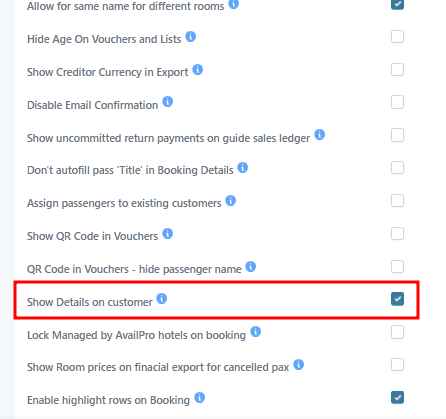 Allow for same name for different rooms
Hide Age On Vouchers and Lists
Show Creditor Currency in Export
Disable Email Confirmation
Show uncommitted return payments on guide sales ledger
Don't autofill pass 'Title' in Booking Details
Assign passengers to existing customers
Show QR Code in Vouchers
QR Code in Vouchers - hide passenger name
Show Details on customer
Lock Managed by AvailPro hotels on booking
Show Room prices on finacial export for cancelled pax
Enable highlight rows on Booking